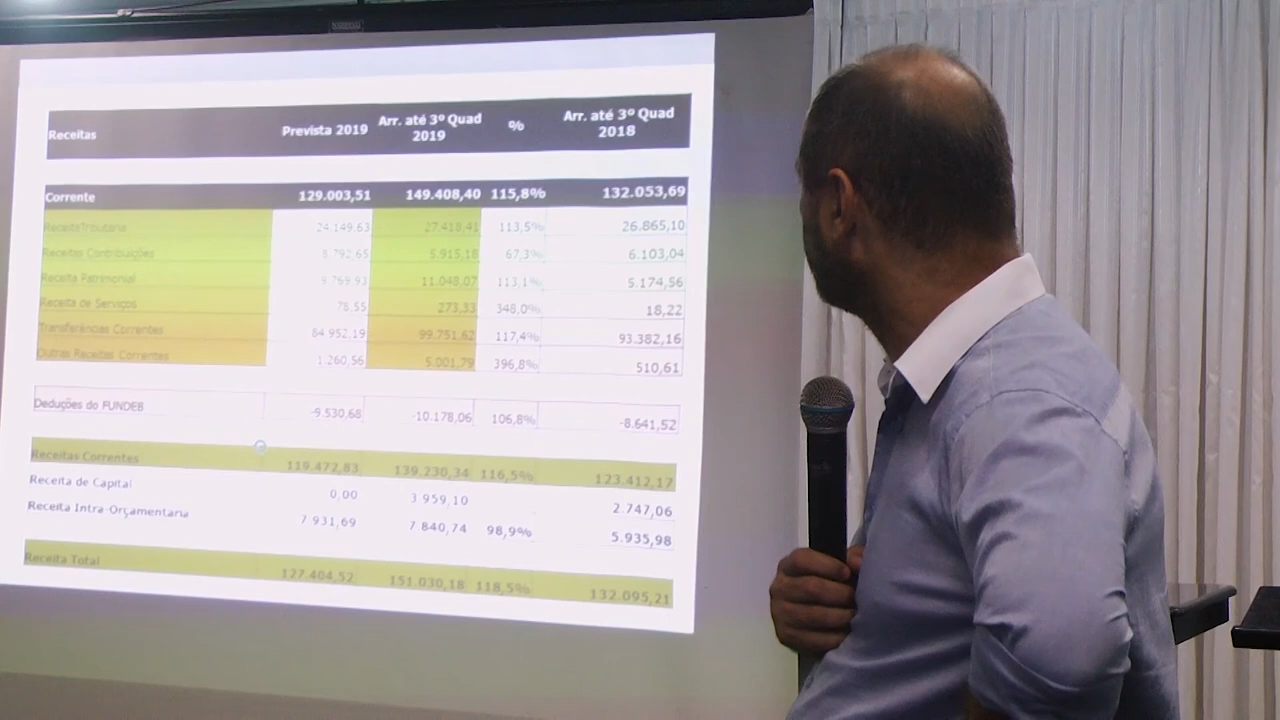 Receitas Prevista 2019 Arr. até 3º Quad 2019 % Arr. até 3º Quad 2018
Corrente 129.003,51 149.408,40 115,8% 132.053,69
ReceitaTributaria 24.149,63 27.418,41 113,5% 26.865,10
Receitas Contribuições 8.792,65 5.915,18 67,3% 6.103,04
Receita Patrimonial 9.769,93 11.048,07 113,1% 5.174,56
Receita de Serviços 78,55 273,33 348,0% 18,22
Transferências Correntes 84.952,19 99.751,62 117,4% 93.382,16
Outras Receitas Correntes 1.260,56 5.001,79 396,8% 510,61
Deduções do FUNDEB -9.530,68 -10.178,06 106,8% -8.641,52
Receitas Correntes 119.472,83 139.230,34 116,5% 123.412,17
Receita de Capital 0,00 3.959,10 2.747,06
Receita Intra-Orçamentaria 7.931,69 7.840,74 98,9% 5.935,98
Receita Total 127.404,52 151.030,18 118,5% 132.095,21